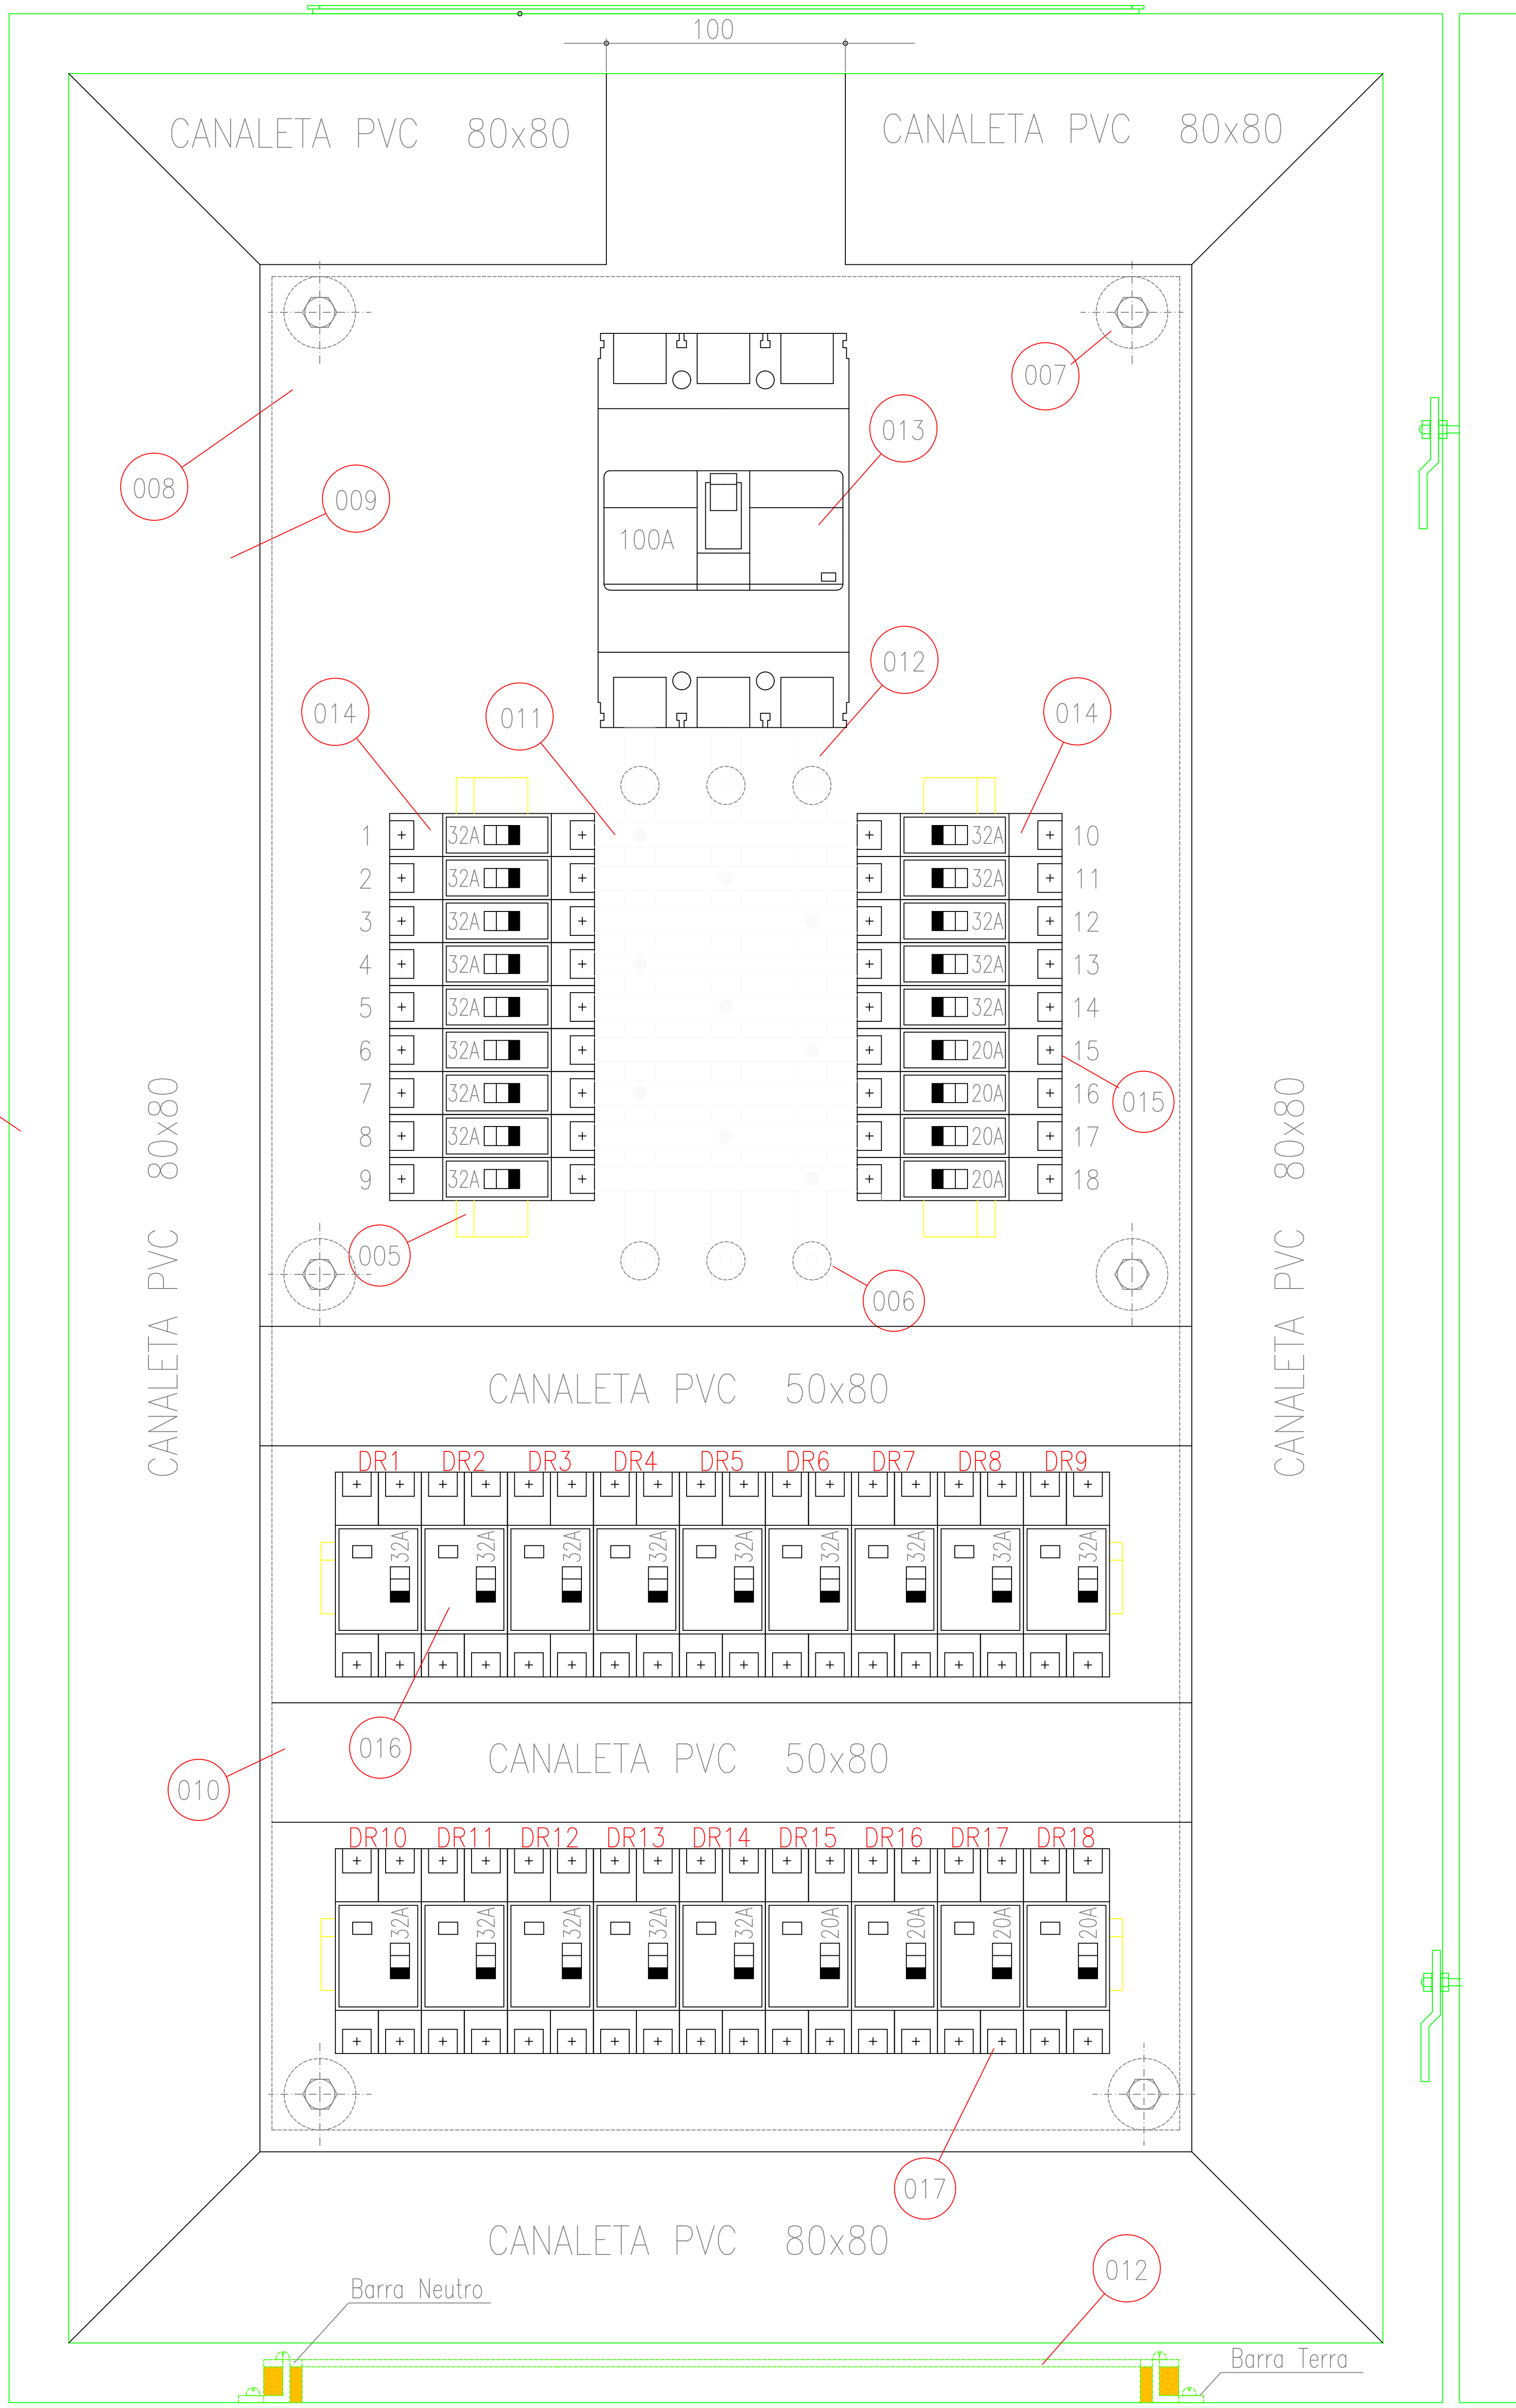 100
CANALETA PVC 80x80
CANALETA PVC 80x80
007
013
008
009
100A
012
014
011
014
1 32A 32A 10
2 32A 32A 11
3 32A 32A 12
4 32A 32A 13
5 32A 32A 14
6 32A 20A 15
7 32A 20A 16
015
8 32A 20A 17
9 32A 20A 18
CANALETA PVC 80x80
CANALETA PVC 80x80
005
006
CANALETA PVC 50x80
DR1 DR2 DR3 DR4 DR5 DR6 DR7 DR8 DR9
32A 32A 32A 32A 32A 32A 32A 32A 32A
016
CANALETA PVC 50x80
010
DR10 DR11 DR12 DR13 DR14 DR15 DR16 DR17 DR18
32A 32A 32A 32A 32A 20A 20A 20A 20A
017
CANALETA PVC 80x80
012
Barra Neutro
Barra Terra